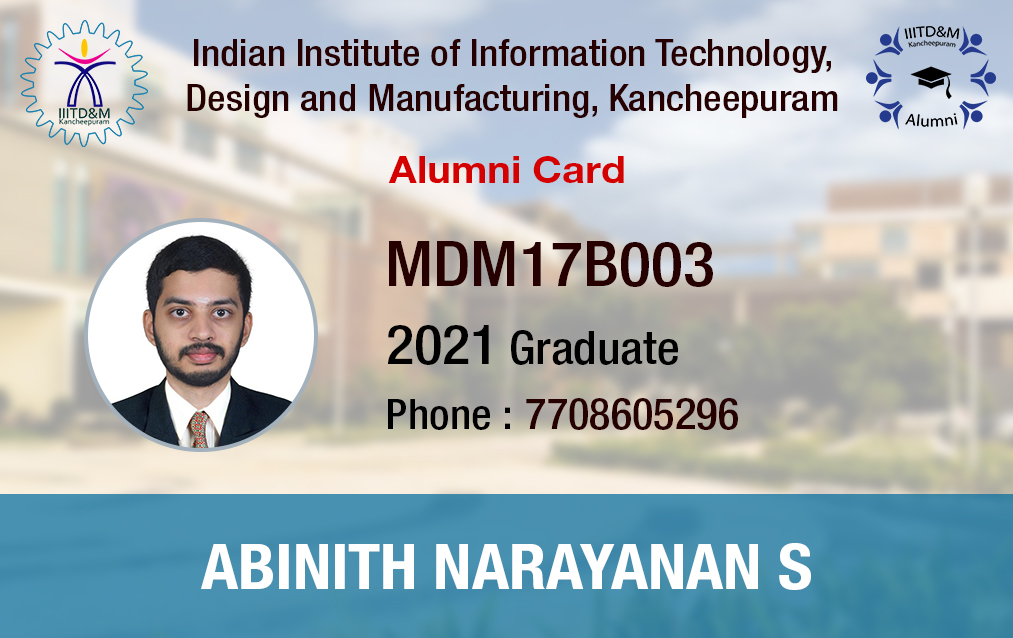 Indian Institute of Information Technology,
Design and Manufacturing, Kancheepuram
IIITD&M
Kancheepuram
IIITD&M
Kancheepuram
Alumni
Alumni Card
MDM17B003
2021 Graduate
Phone : 7708605296
ABINITH NARAYANAN S